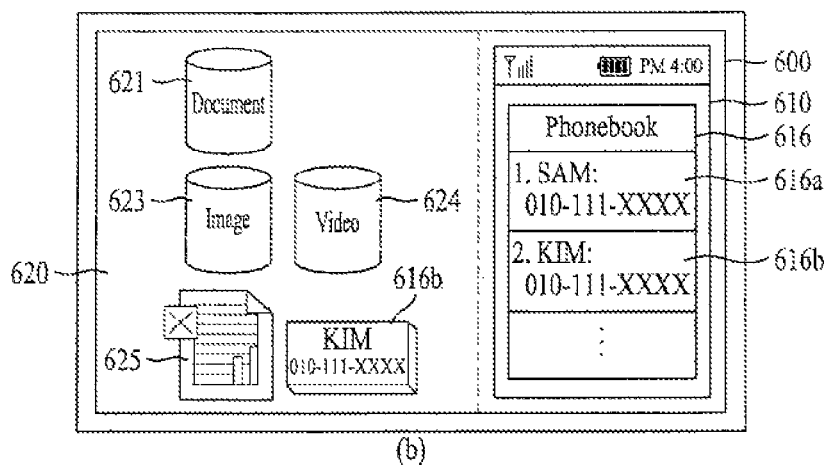 621
Document
623
Image
Video
624
620
616b
625
KIM
010-111-XXXX
PM 4:00
600
610
Phonebook
616
1. SAM:
010-111-XXXX
616a
2. KIM:
010-111-XXXX
616b
(b)